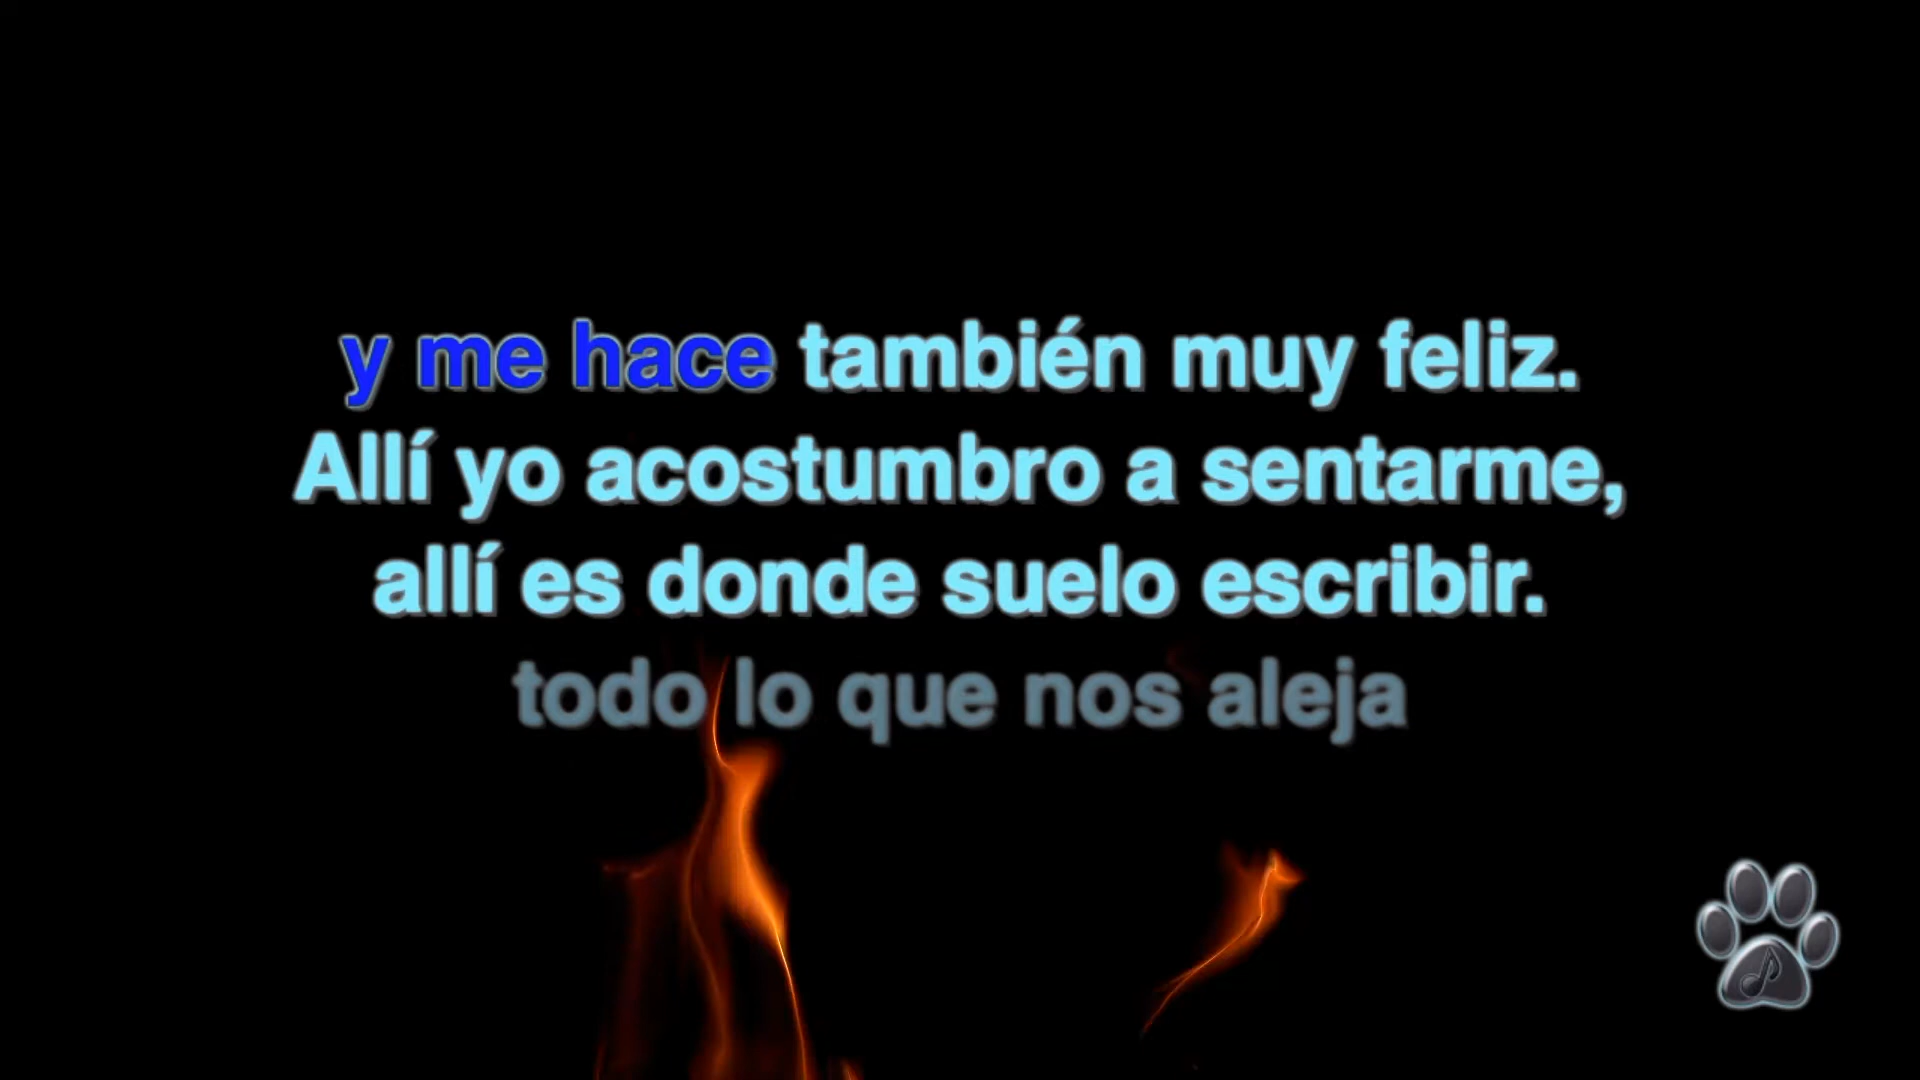 y me hace también muy feliz.
Allí yo acostumbro a sentarme,
allí es donde suelo escribir.
todo lo que nos aleja